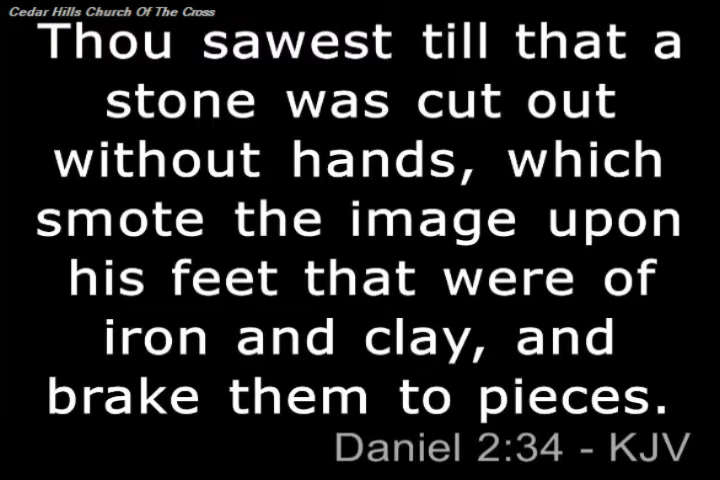 Cedar Hills Church Of The Cross
Thou sawest till that a
stone was cut out
without hands, which
smote the image upon
his feet that were of
iron and clay, and
brake them to pieces.
Daniel 2:34 - KJV